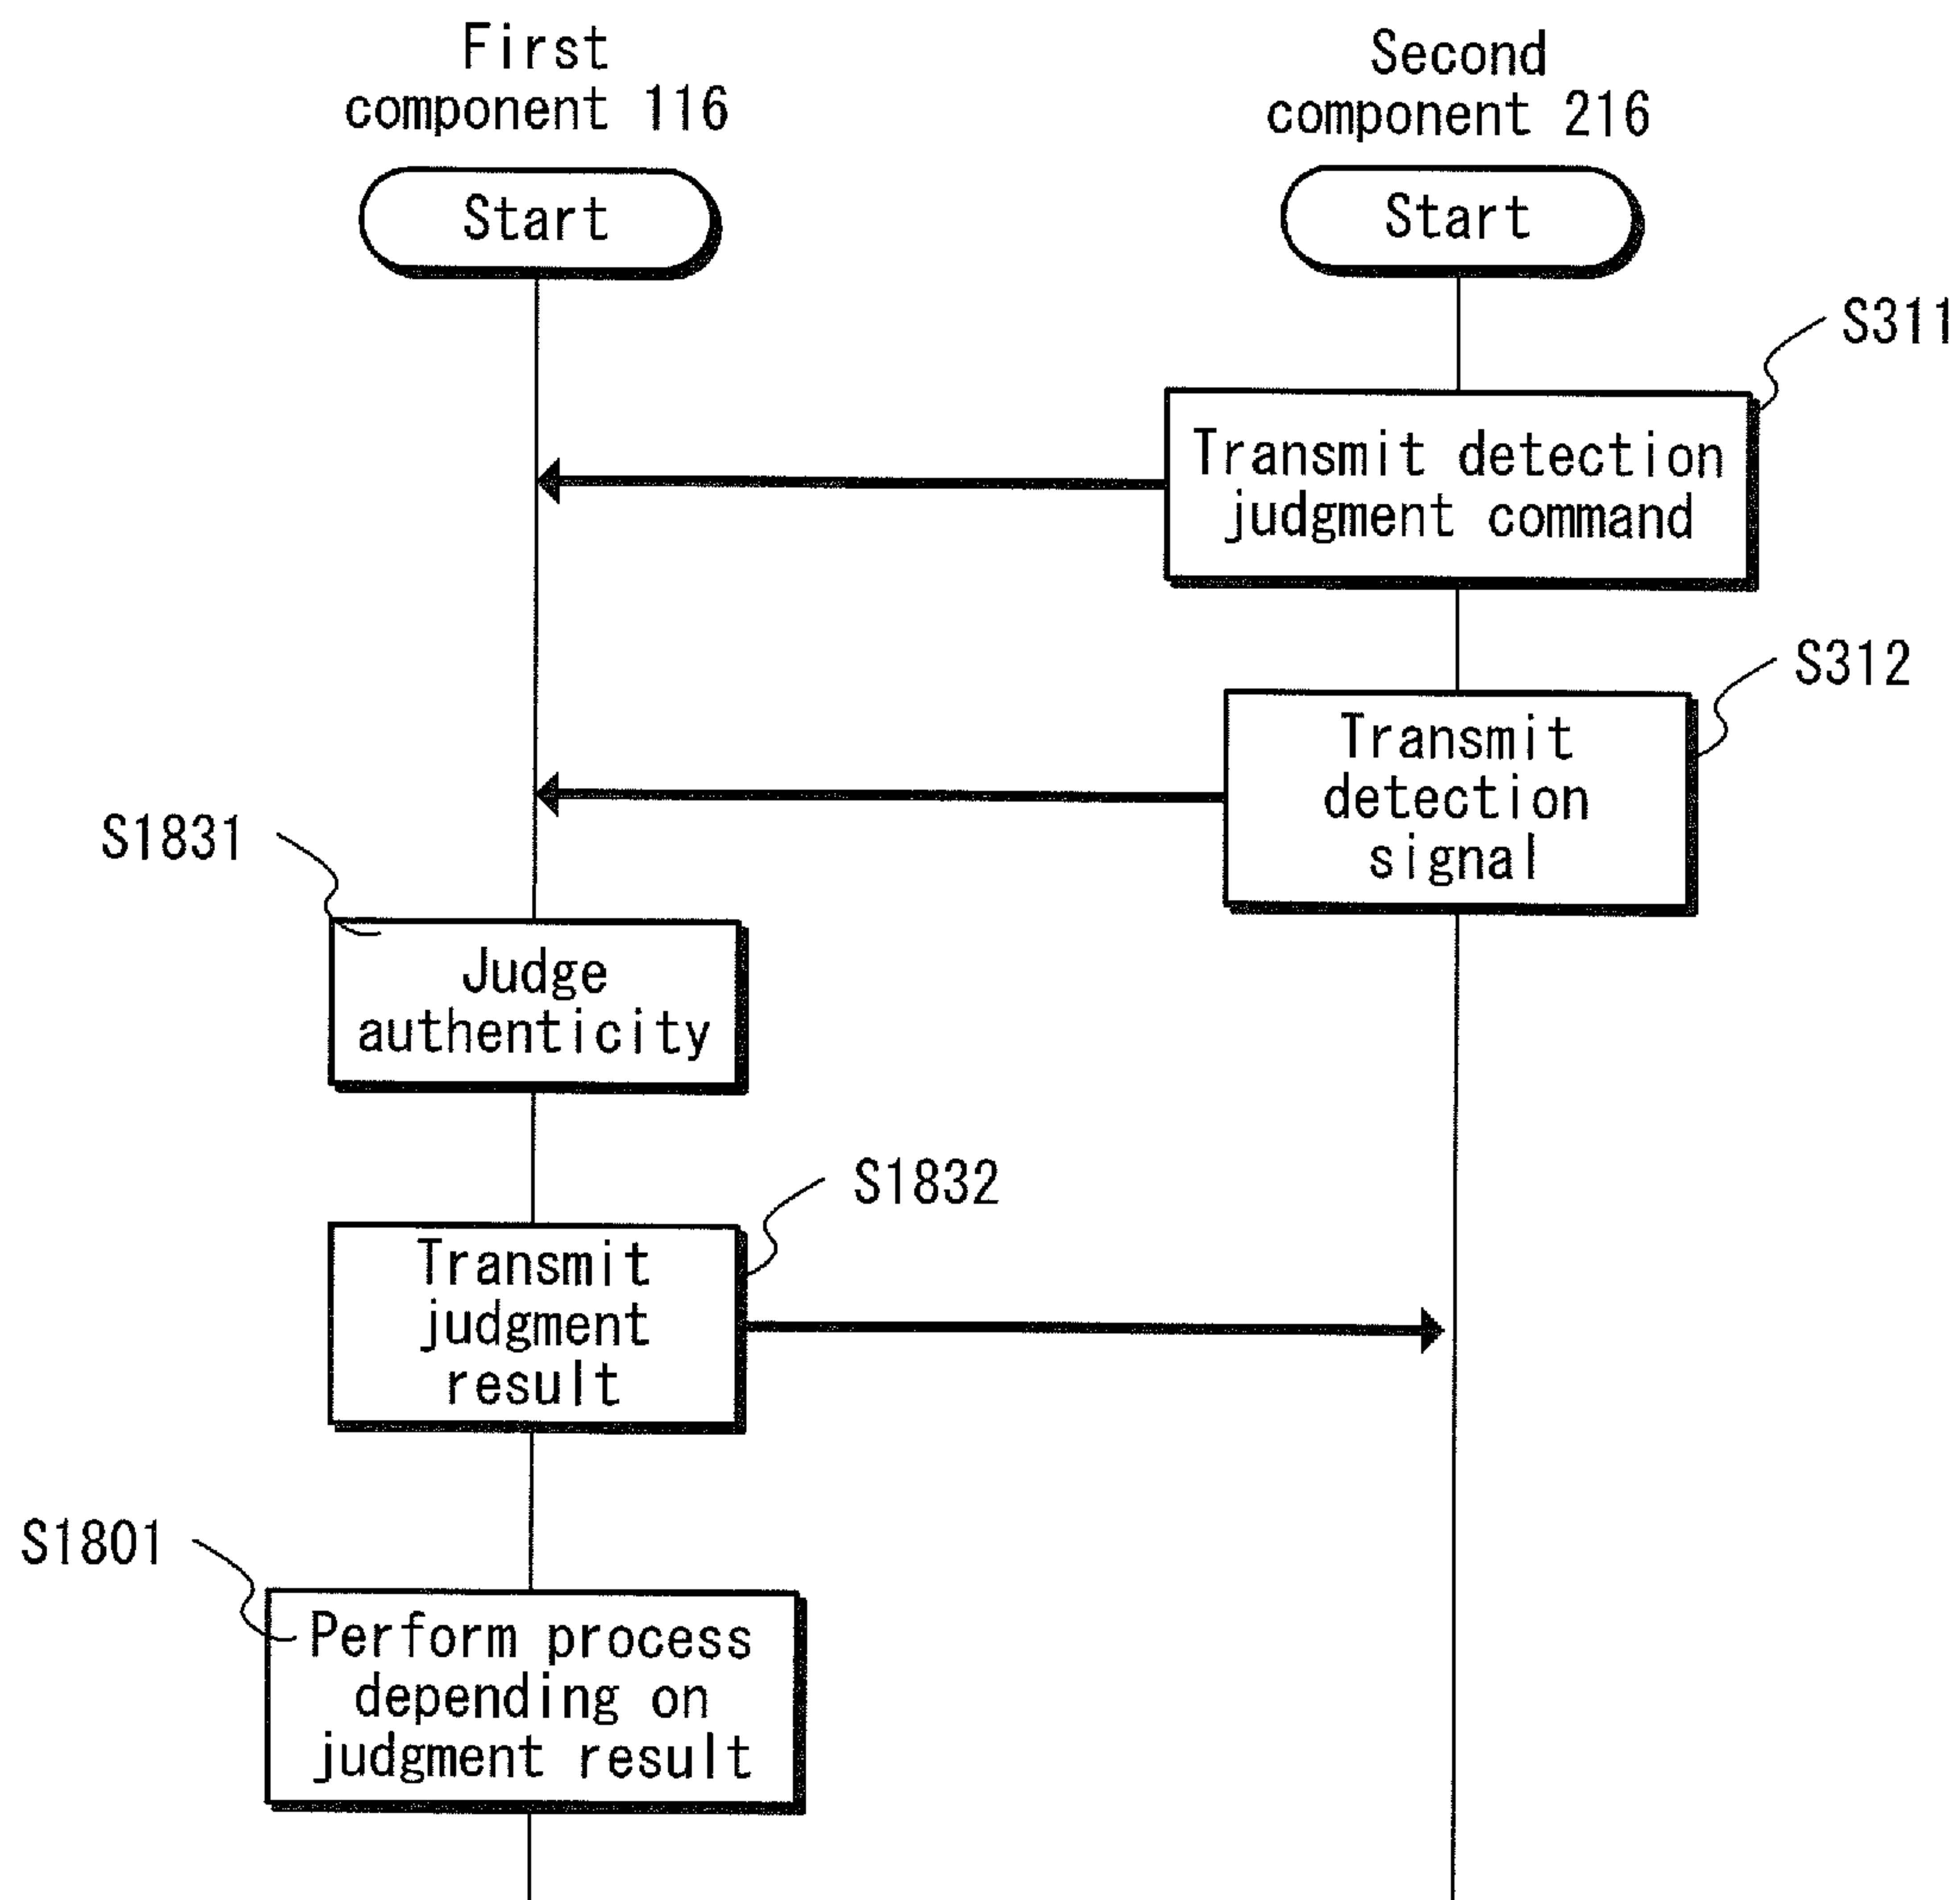 First
component 116
Second
component 216
Start
Start
S311
Transmit detection
judgment command
S312
Transmit
detection
signal
S1831
Judge
authenticity
S1832
Transmit
judgment
result
S1801
Perform process
depending on
judgment result